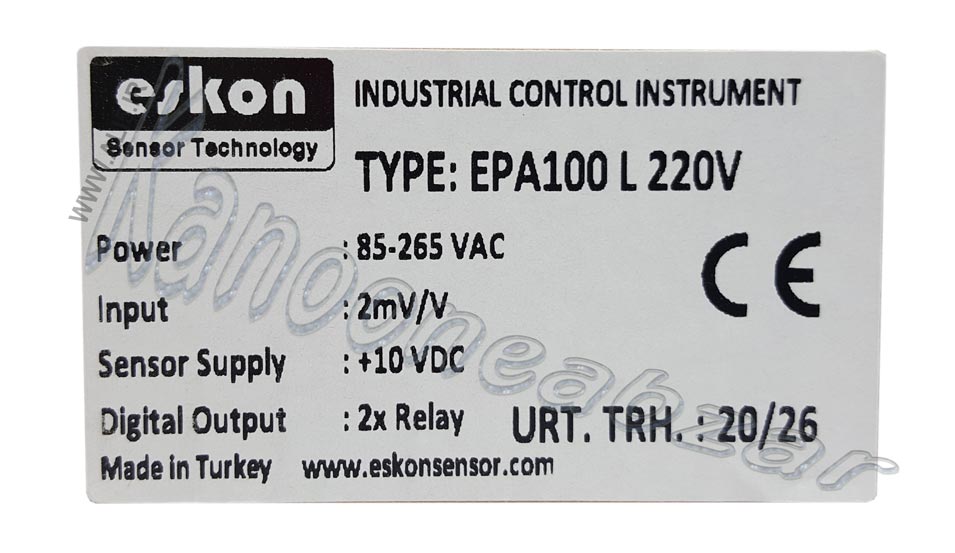 eskon
Sensor Technology
INDUSTRIAL CONTROL INSTRUMENT
TYPE: EPA100 L 220V
Power : 85-265 VAC
Input : 2mV/V
Sensor Supply : +10 VDC
Digital Output : 2x Relay
URT. TRH. : 20/26
Made in Turkey www.eskonsensor.com
CE
Kanooneabzar